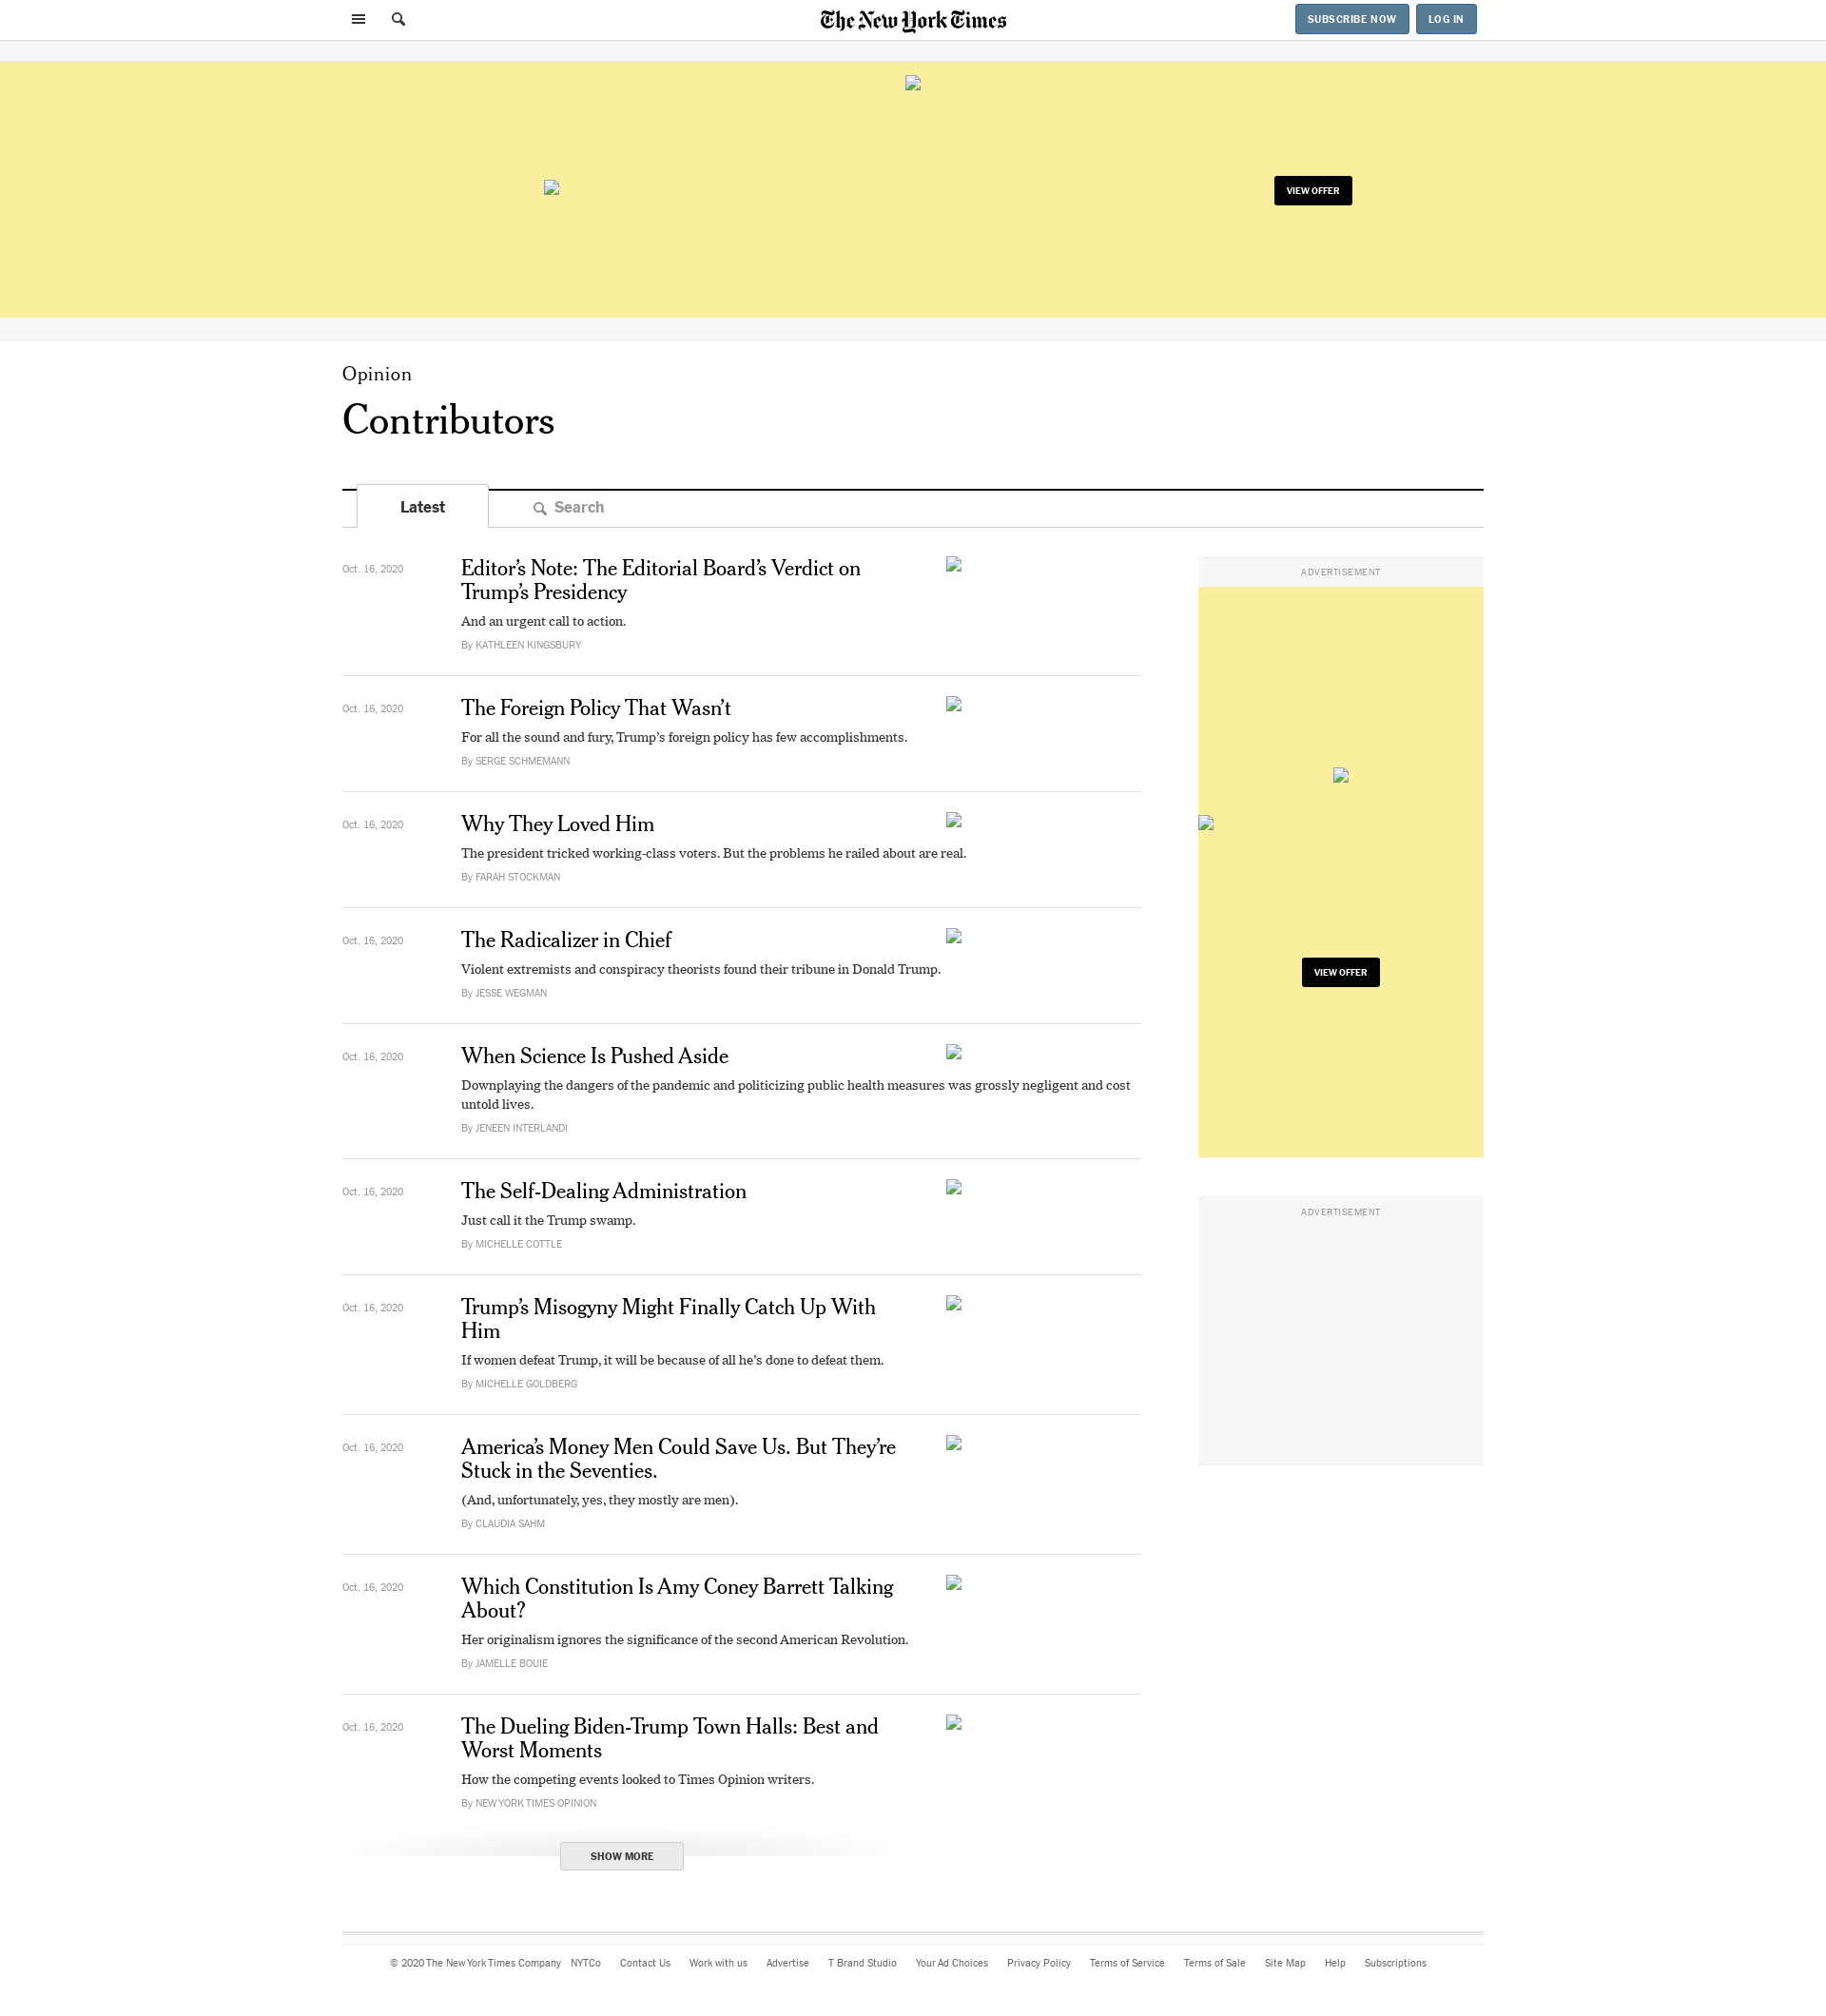 The New York Times
SUBSCRIBE NOW
LOG IN
VIEW OFFER
Opinion
Contributors
Latest
Search
Oct. 16, 2020
Editor’s Note: The Editorial Board’s Verdict on
Trump’s Presidency
And an urgent call to action.
By KATHLEEN KINGSBURY
Oct. 16, 2020
The Foreign Policy That Wasn’t
For all the sound and fury, Trump’s foreign policy has few accomplishments.
By SERGE SCHMEMANN
Oct. 16, 2020
Why They Loved Him
The president tricked working-class voters. But the problems he railed about are real.
By FARAH STOCKMAN
Oct. 16, 2020
The Radicalizer in Chief
Violent extremists and conspiracy theorists found their tribune in Donald Trump.
By JESSE WEGMAN
Oct. 16, 2020
When Science Is Pushed Aside
Downplaying the dangers of the pandemic and politicizing public health measures was grossly negligent and cost
untold lives.
By JENEEN INTERLANDI
Oct. 16, 2020
The Self-Dealing Administration
Just call it the Trump swamp.
By MICHELLE COTTLE
Oct. 16, 2020
Trump’s Misogyny Might Finally Catch Up With
Him
If women defeat Trump, it will be because of all he’s done to defeat them.
By MICHELLE GOLDBERG
Oct. 16, 2020
America’s Money Men Could Save Us. But They’re
Stuck in the Seventies.
(And, unfortunately, yes, they mostly are men).
By CLAUDIA SAHM
Oct. 16, 2020
Which Constitution Is Amy Coney Barrett Talking
About?
Her originalism ignores the significance of the second American Revolution.
By JAMELLE BOUIE
Oct. 16, 2020
The Dueling Biden-Trump Town Halls: Best and
Worst Moments
How the competing events looked to Times Opinion writers.
By NEW YORK TIMES OPINION
SHOW MORE
ADVERTISEMENT
VIEW OFFER
ADVERTISEMENT
© 2020 The New York Times Company NYTCo Contact Us Work with us Advertise T Brand Studio Your Ad Choices Privacy Policy Terms of Service Terms of Sale Site Map Help Subscriptions